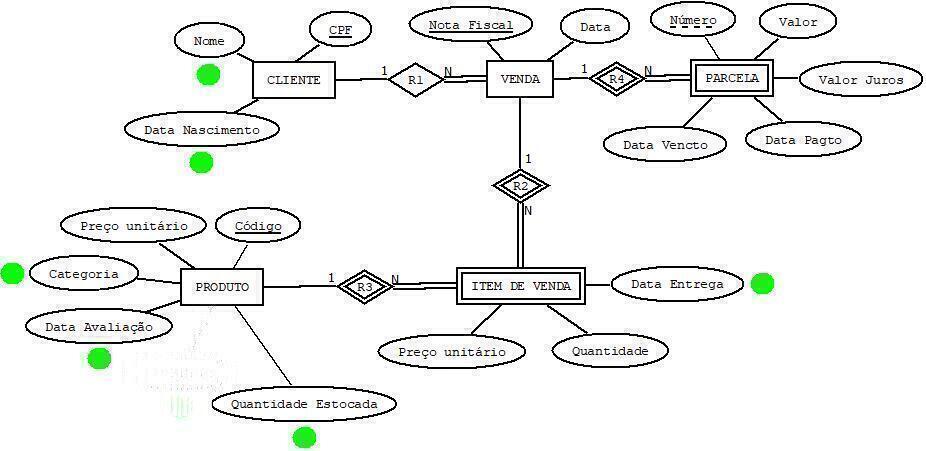 CPF
Nome
Nota Fiscal
Data
Número
Valor
CLIENTE
1
R1
N
VENDA
1
R4
N
PARCELA
Valor Juros
Data Nascimento
Data Vencto
Data Pagto
1
R2
N
Preço unitário
Código
Categoria
PRODUTO
1
R3
N
ITEM DE VENDA
Data Entrega
Data Avaliação
Preço unitário
Quantidade
Quantidade Estocada